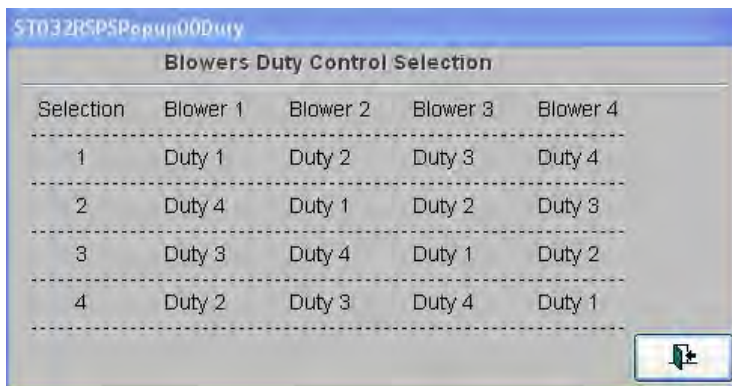 ST032RSPSPopup00Duty
Blowers Duty Control Selection
Selection Blower 1 Blower 2 Blower 3 Blower 4
1 Duty 1 Duty 2 Duty 3 Duty 4
2 Duty 4 Duty 1 Duty 2 Duty 3
3 Duty 3 Duty 4 Duty 1 Duty 2
4 Duty 2 Duty 3 Duty 4 Duty 1